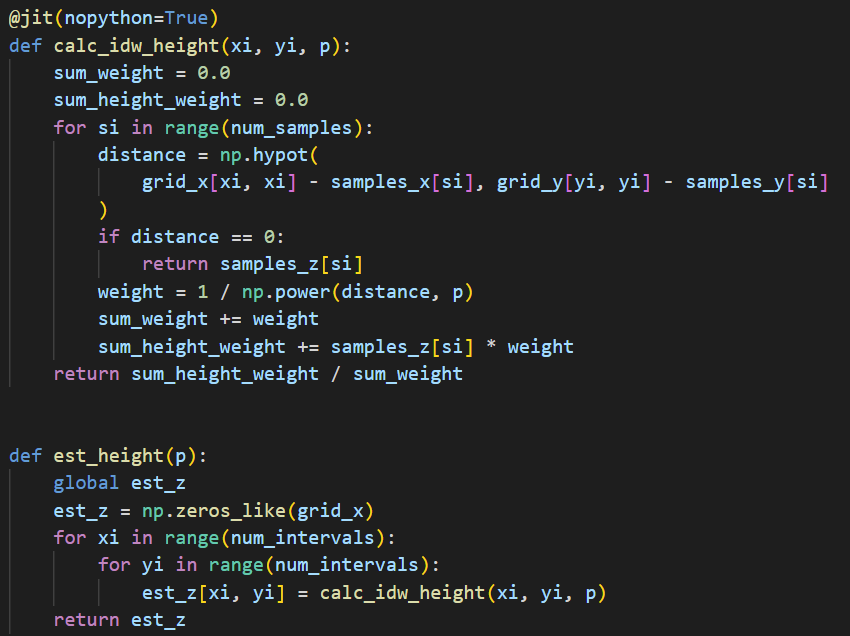 @jit(nopython=True)
def calc_idw_height(xi, yi, p):
    sum_weight = 0.0
    sum_height_weight = 0.0
    for si in range(num_samples):
        distance = np.hypot(
            grid_x[xi, xi] - samples_x[si], grid_y[yi, yi] - samples_y[si]
        )
        if distance == 0:
            return samples_z[si]
        weight = 1 / np.power(distance, p)
        sum_weight += weight
        sum_height_weight += samples_z[si] * weight
    return sum_height_weight / sum_weight
def est_height(p):
    global est_z
    est_z = np.zeros_like(grid_x)
    for xi in range(num_intervals):
        for yi in range(num_intervals):
            est_z[xi, yi] = calc_idw_height(xi, yi, p)
    return est_z